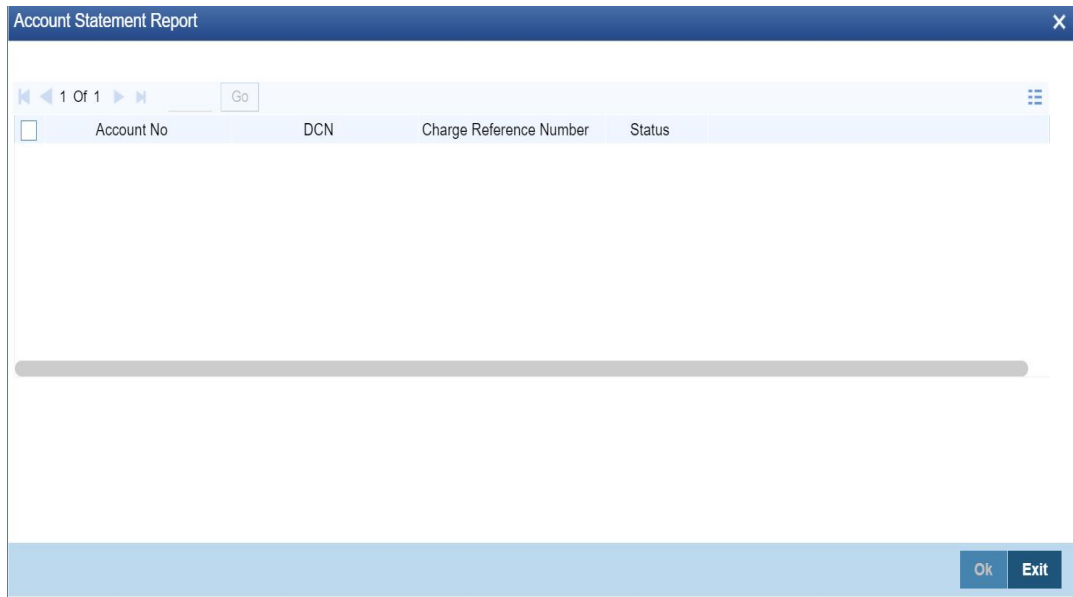 Account Statement Report
1 Of 1 Go
Account No DCN Charge Reference Number Status
Ok Exit